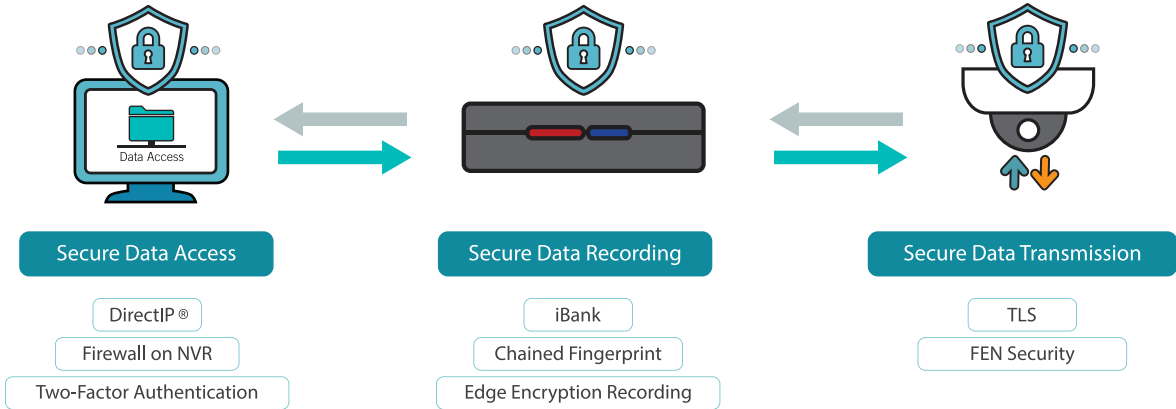 Data Access
Secure Data Access
Secure Data Recording
Secure Data Transmission
DirectIP ®
Firewall on NVR
Two-Factor Authentication
iBank
Chained Fingerprint
Edge Encryption Recording
TLS
FEN Security